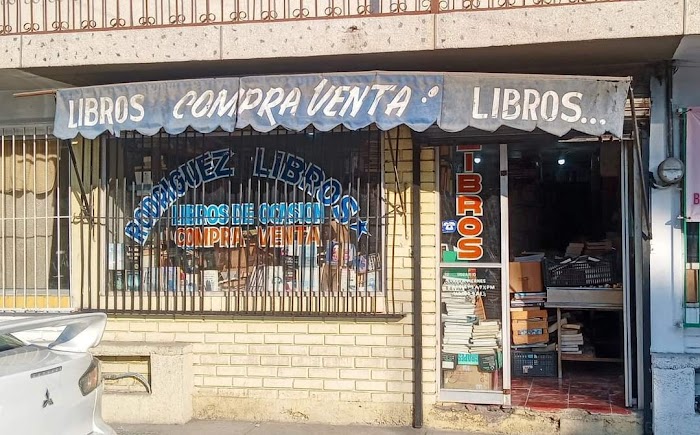 LIBROS COMPRA VENTA LIBROS...
RODRIGUEZ LIBROS
LIBROS DE OCASION
COMPRA - VENTA
LIBROS